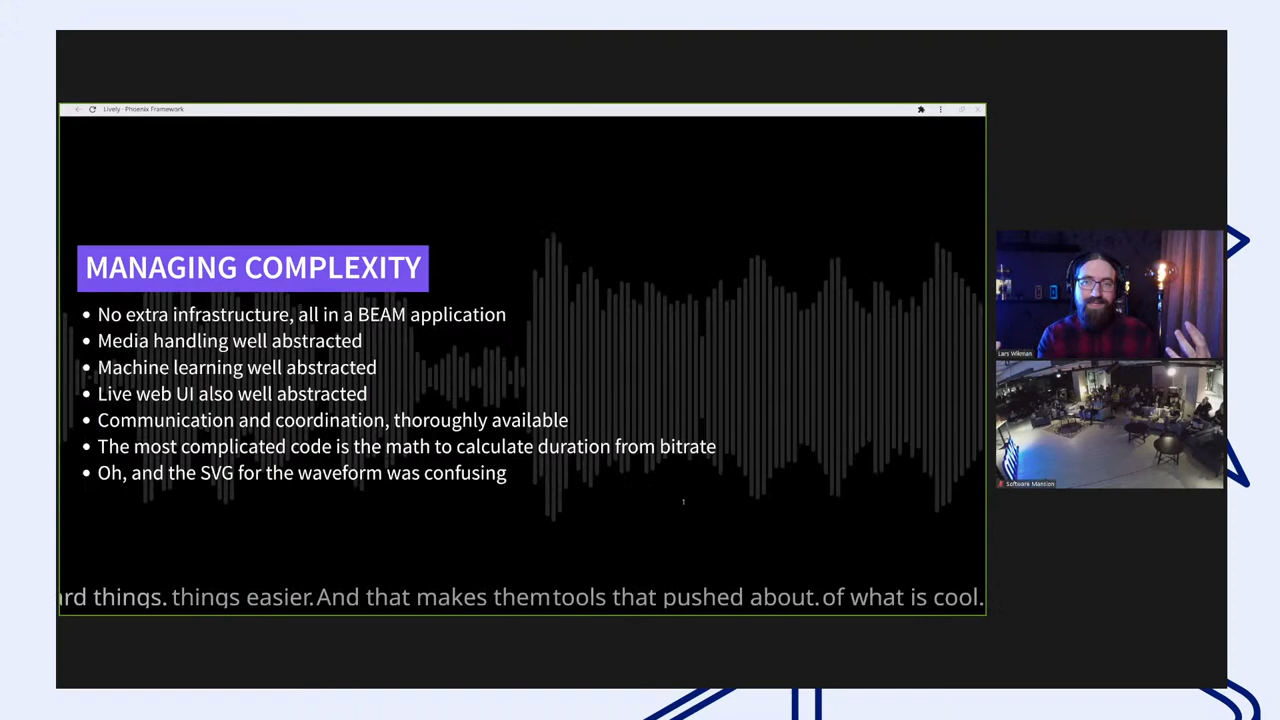 Lively · Phoenix Framework
MANAGING COMPLEXITY
No extra infrastructure, all in a BEAM application
Media handling well abstracted
Machine learning well abstracted
Live web UI also well abstracted
Communication and coordination, thoroughly available
The most complicated code is the math to calculate duration from bitrate
Oh, and the SVG for the waveform was confusing
Lars Wikman
Software Mansion
things. things easier. And that makes them tools that pushed about. of what is cool.